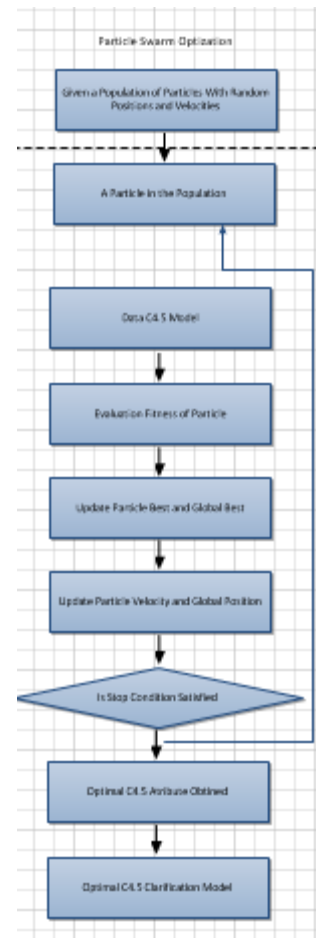 Particle Swarm Optization
Given a Population of Particles With Random
Positions and Velocities
A Particle in the Population
Data C4.5 Model
Evaluation Fitness of Particle
Update Particle Best and Global Best
Update Particle Velocity and Global Position
Is Stop Condition Satisfied
Optimal C4.5 Atribute Obtined
Optimal C4.5 Clarification Model